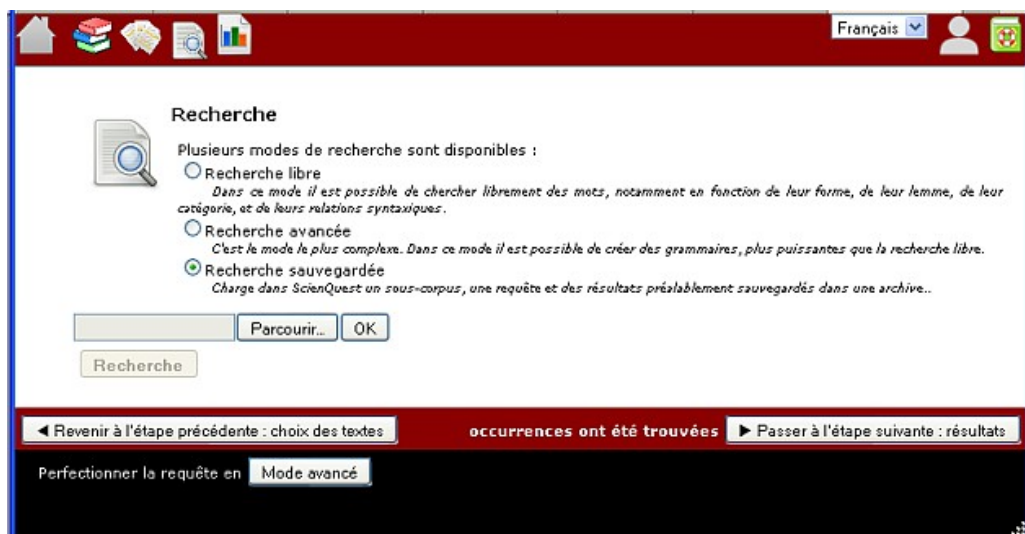 Français
Recherche
Plusieurs modes de recherche sont disponibles :
Recherche libre
Dans ce mode il est possible de chercher librement des mots, notamment en fonction de leur forme, de leur lemme, de leur
catégorie, et de leurs relations syntaxiques.
Recherche avancée
C'est le mode le plus complexe. Dans ce mode il est possible de créer des grammaires, plus puissantes que la recherche libre.
Recherche sauvegardée
Charge dans ScienQuest un sous-corpus, une requête et des résultats préalablement sauvegardés dans une archive..
Parcourir... OK
Recherche
◄ Revenir à l'étape précédente : choix des textes occurrences ont été trouvées ► Passer à l'étape suivante : résultats
Perfectionner la requête en Mode avancé